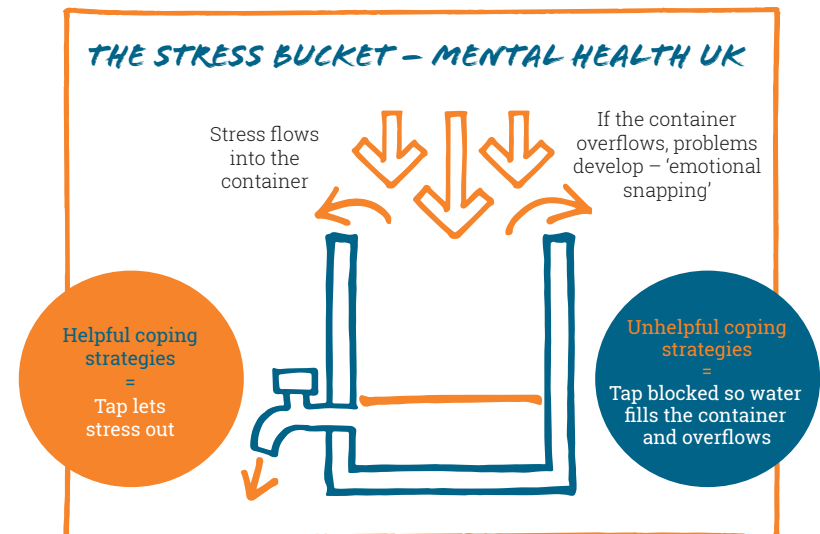 THE STRESS BUCKET – MENTAL HEALTH UK
Stress flows
into the
container
If the container
overflows, problems
develop – ‘emotional
snapping’
Helpful coping
strategies
=
Tap lets
stress out
Unhelpful coping
strategies
=
Tap blocked so water
fills the container
and overflows